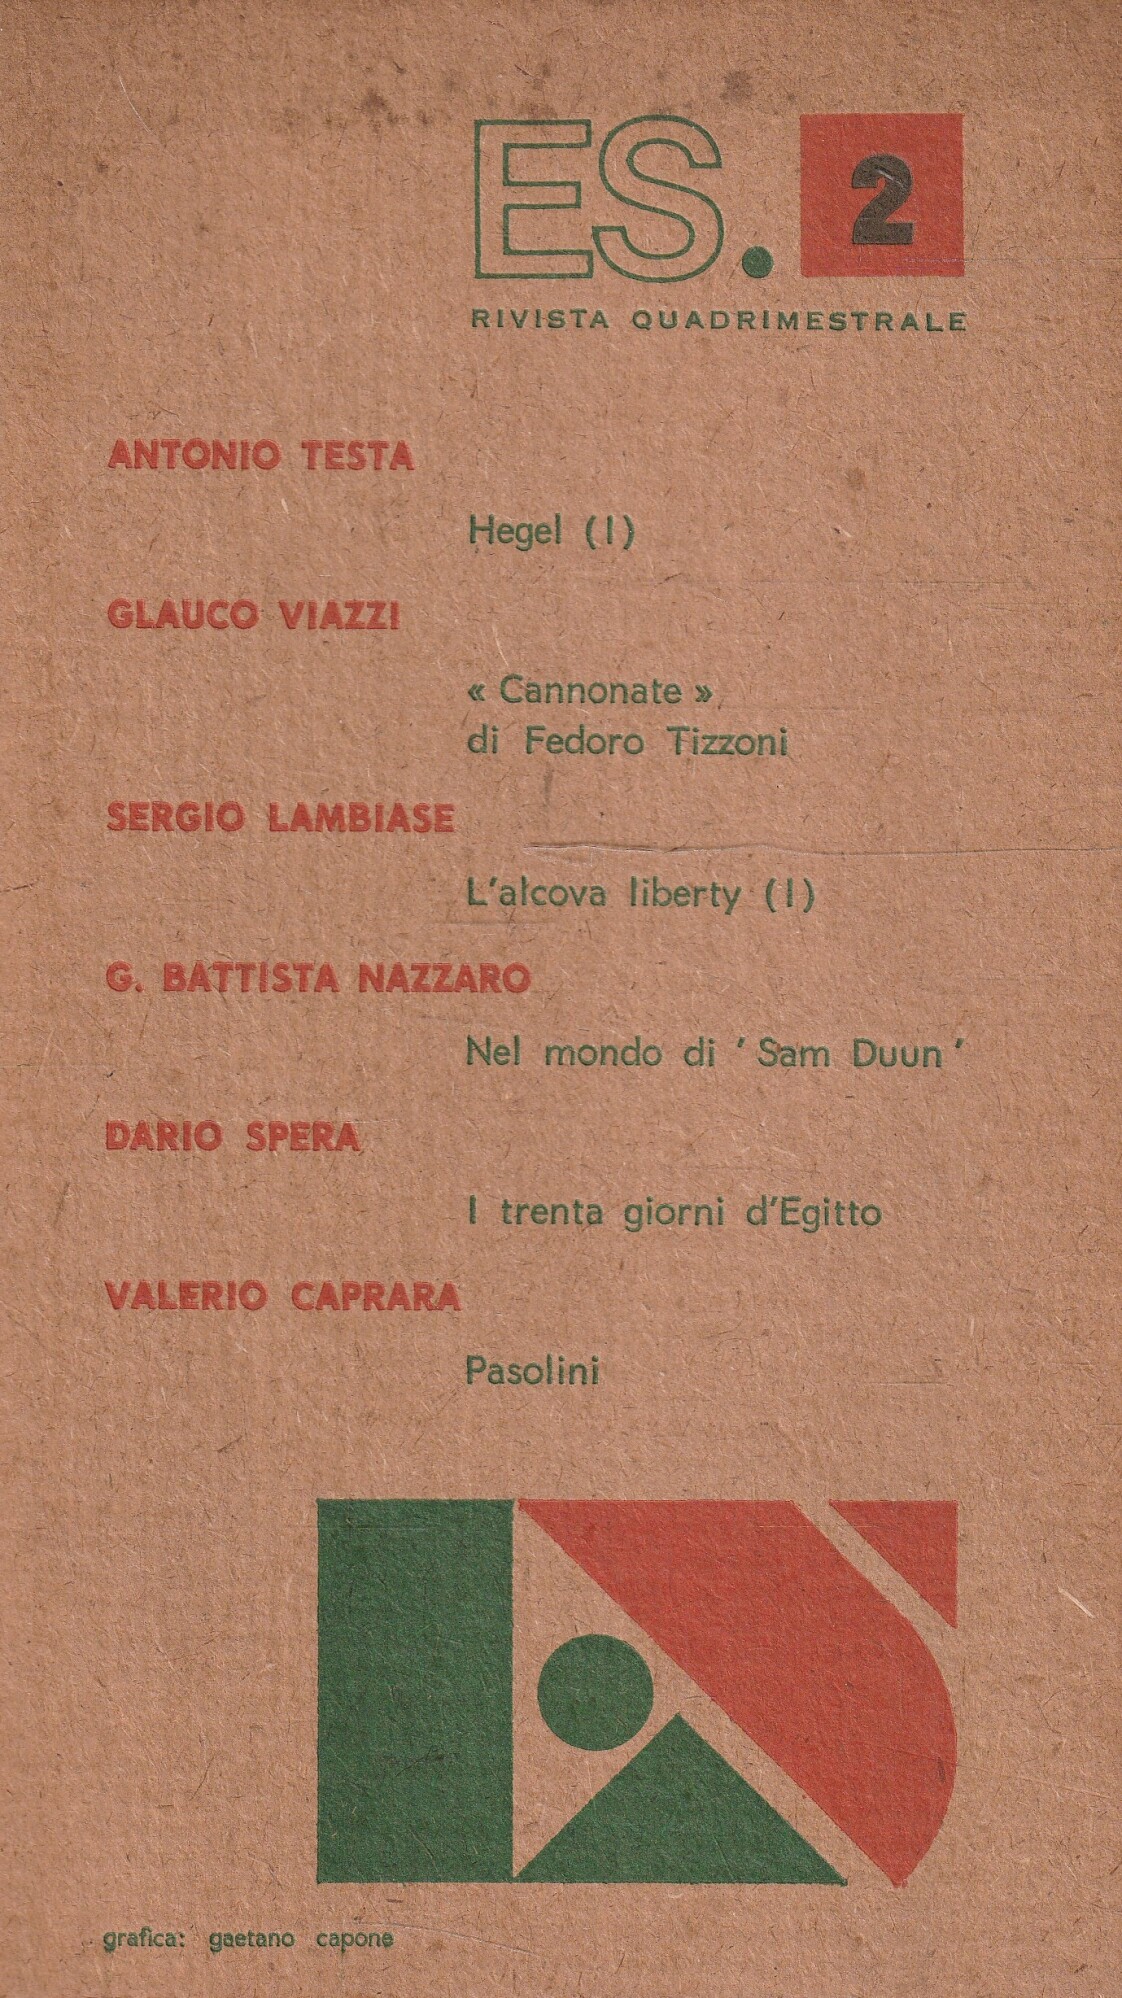 ES. 2
RIVISTA QUADRIMESTRALE
ANTONIO TESTA
Hegel (I)
GLAUCO VIAZZI
« Cannonate »
di Fedoro Tizzoni
SERGIO LAMBIASE
L'alcova liberty (I)
G. BATTISTA NAZZARO
Nel mondo di ' Sam Duun '
DARIO SPERA
I trenta giorni d'Egitto
VALERIO CAPRARA
Pasolini
grafica: gaetano capone